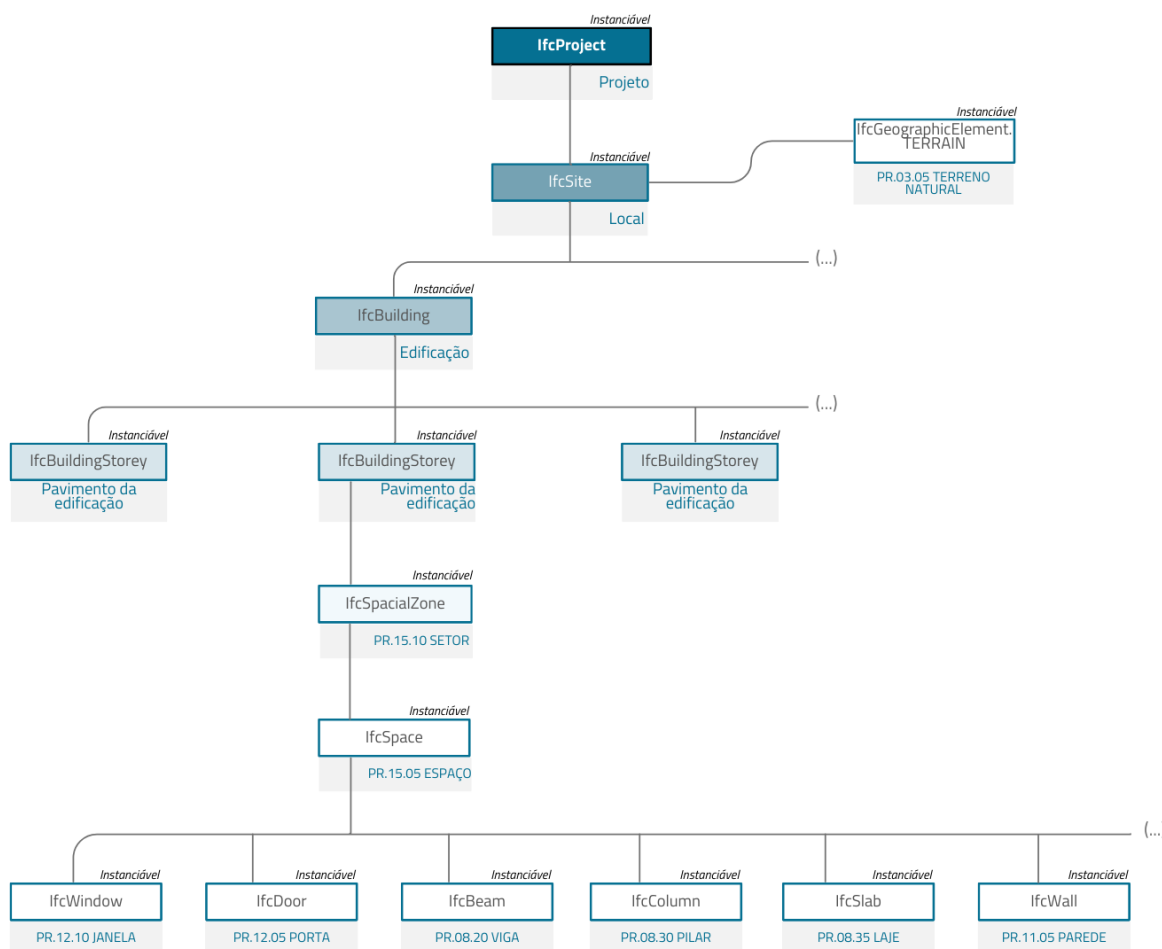 Instanciável
IfcProject
Projeto
Instanciável
IfcGeographicElement.
TERRAIN
PR.03.05 TERRENO
NATURAL
Instanciável
IfcSite
Local
(...)
Instanciável
IfcBuilding
Edificação
(...)
Instanciável
IfcBuildingStorey
Pavimento da
edificação
Instanciável
IfcBuildingStorey
Pavimento da
edificação
Instanciável
IfcBuildingStorey
Pavimento da
edificação
Instanciável
IfcSpacialZone
PR.15.10 SETOR
Instanciável
IfcSpace
PR.15.05 ESPAÇO
(...
Instanciável
IfcWindow
PR.12.10 JANELA
Instanciável
IfcDoor
PR.12.05 PORTA
Instanciável
IfcBeam
PR.08.20 VIGA
Instanciável
IfcColumn
PR.08.30 PILAR
Instanciável
IfcSlab
PR.08.35 LAJE
Instanciável
IfcWall
PR.11.05 PAREDE